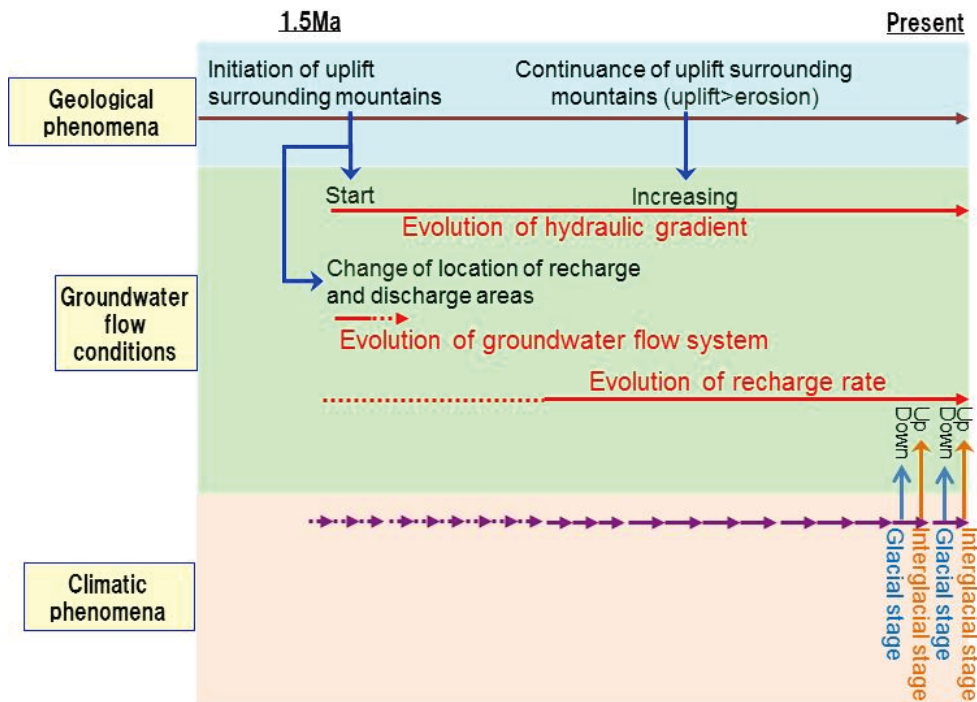 1.5Ma
Present
Geological
phenomena
Initiation of uplift
surrounding mountains
Continuance of uplift surrounding
mountains (uplift>erosion)
Groundwater
flow
conditions
Start
Increasing
Evolution of hydraulic gradient
Change of location of recharge
and discharge areas
Evolution of groundwater flow system
Evolution of recharge rate
Down
Up
Down
Up
Climatic
phenomena
Glacial stage
Interglacial stage
Glacial stage
Interglacial stage